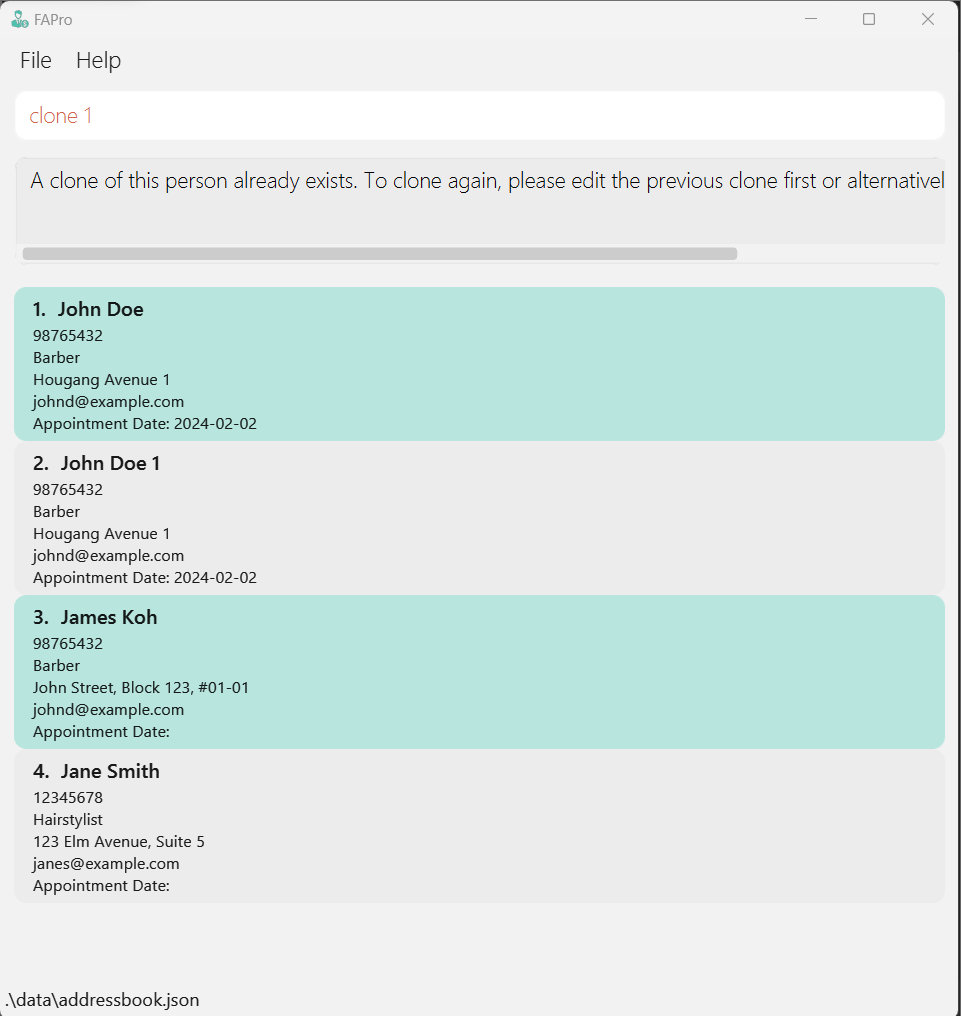 FAPro
File Help
clone 1
A clone of this person already exists. To clone again, please edit the previous clone first or alternativel
1. John Doe
98765432
Barber
Hougang Avenue 1
johnd@example.com
Appointment Date: 2024-02-02
2. John Doe 1
98765432
Barber
Hougang Avenue 1
johnd@example.com
Appointment Date: 2024-02-02
3. James Koh
98765432
Barber
John Street, Block 123, #01-01
johnd@example.com
Appointment Date:
4. Jane Smith
12345678
Hairstylist
123 Elm Avenue, Suite 5
janes@example.com
Appointment Date:
.\data\addressbook.json